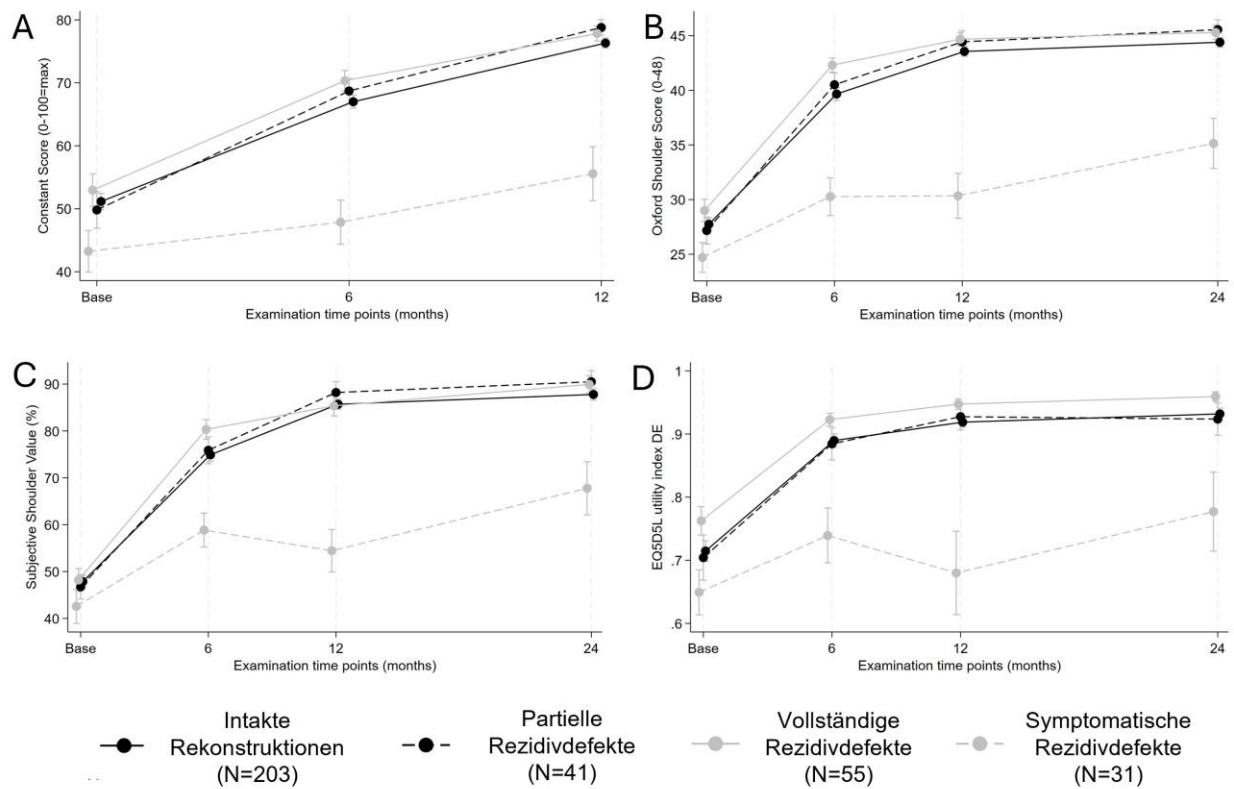 A
80
70
60
50
40
Constant Score (0-100=max)
Base
6
12
Examination time points (months)
B
45
40
35
30
25
Oxford Shoulder Score (0-48)
Base
6
12
24
Examination time points (months)
C
90
80
70
60
50
40
Subjective Shoulder Value (%)
Base
6
12
24
Examination time points (months)
D
1
.9
.8
.7
.6
EQ5D5L utility index DE
Base
6
12
24
Examination time points (months)
Intakte
Rekonstruktionen
(N=203)
Partielle
Rezidivdefekte
(N=41)
Vollständige
Rezidivdefekte
(N=55)
Symptomatische
Rezidivdefekte
(N=31)